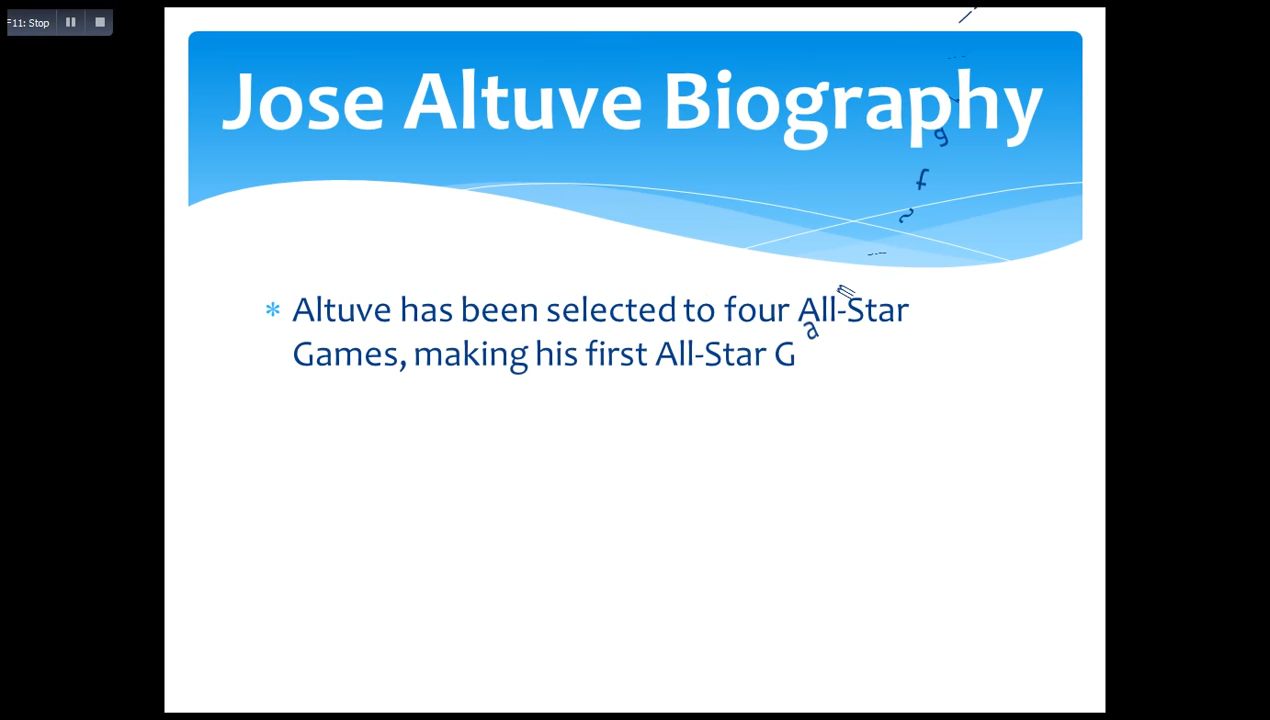 F11: Stop
Jose Altuve Biography
* Altuve has been selected to four All-Star
Games, making his first All-Star G